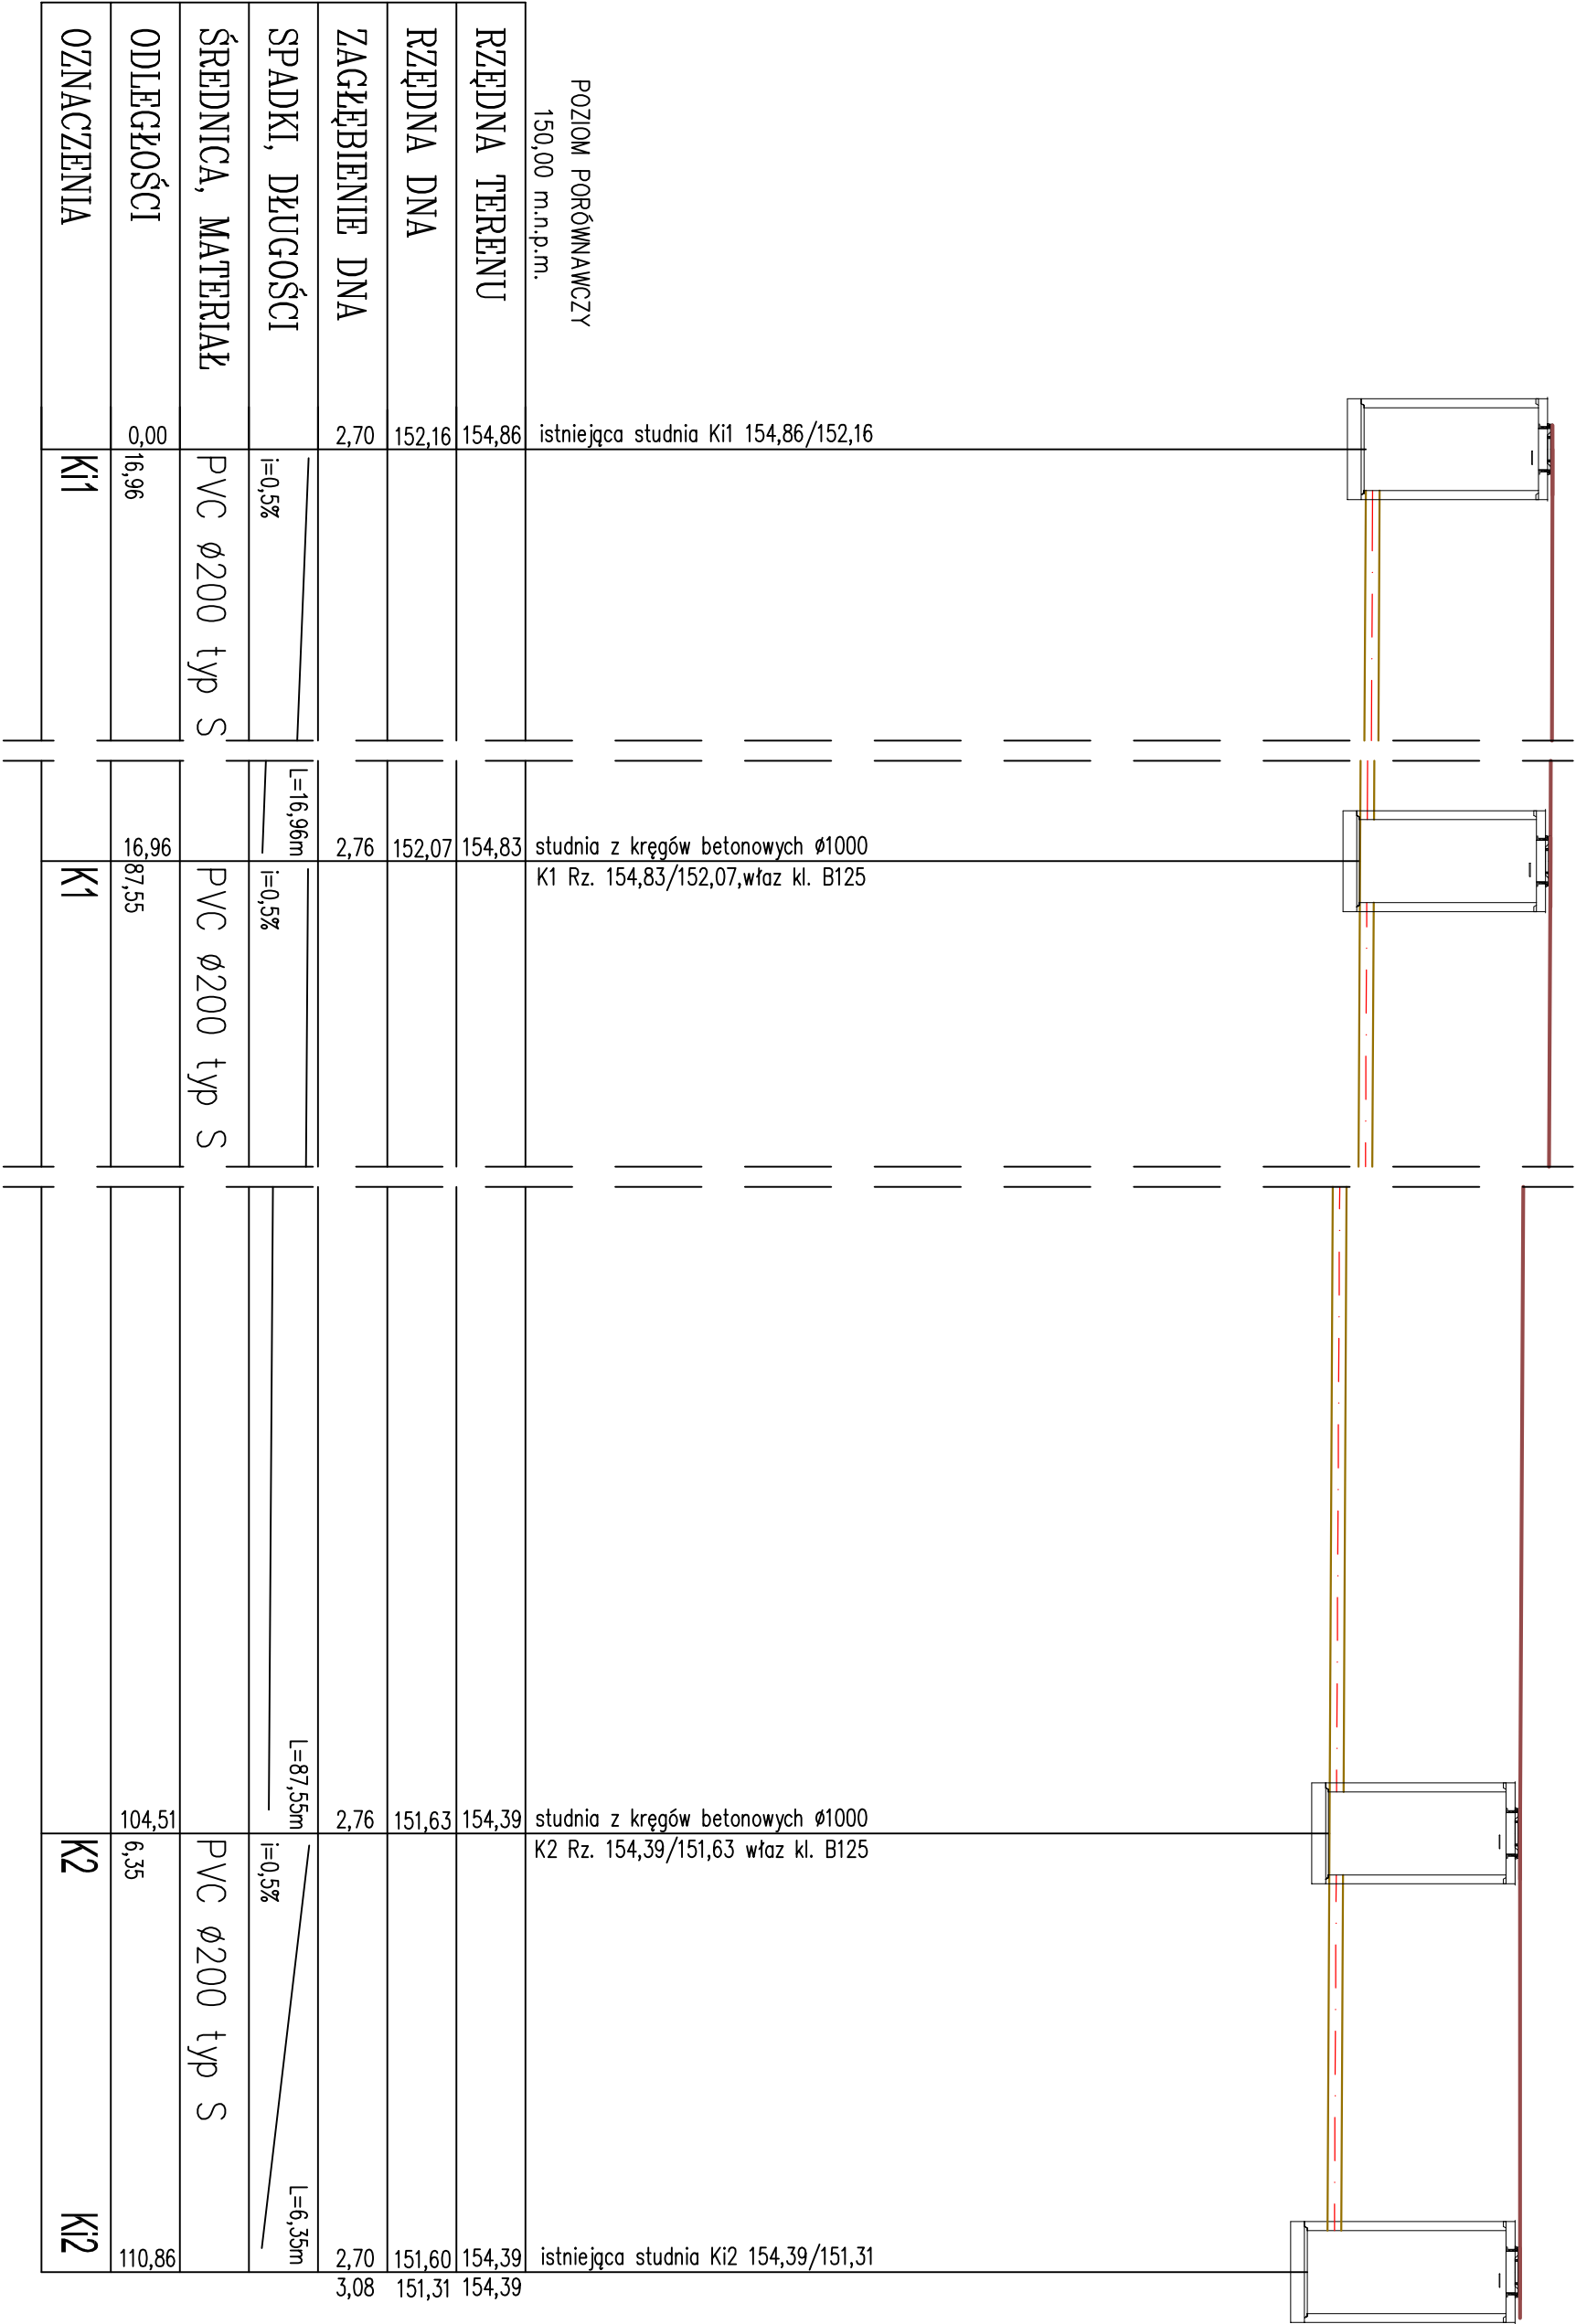 POZIOM PORÓWNAWCZY
150,00 m.n.p.m.
istniejąca studnia Ki1 154,86/152,16
studnia z kręgów betonowych Ø1000
K1 Rz. 154,83/152,07,właz kl. B125
studnia z kręgów betonowych Ø1000
K2 Rz. 154,39/151,63 właz kl. B125
istniejąca studnia Ki2 154,39/151,31
RZĘDNA TERENU
154,86
154,83
154,39
154,39
154,39
RZĘDNA DNA
152,16
152,07
151,63
151,60
151,31
ZAGŁĘBIENIE DNA
2,70
2,76
2,76
2,70
3,08
SPADKI, DŁUGOŚCI
i=0,5%
L=16,96m
i=0,5%
L=87,55m
i=0,5%
L=6,35m
ŚREDNICA, MATERIAŁ
PVC Ø200 typ S
PVC Ø200 typ S
PVC Ø200 typ S
ODLEGŁOŚCI
0,00
16,96
16,96
87,55
104,51
6,35
110,86
OZNACZENIA
Ki1
K1
K2
Ki2